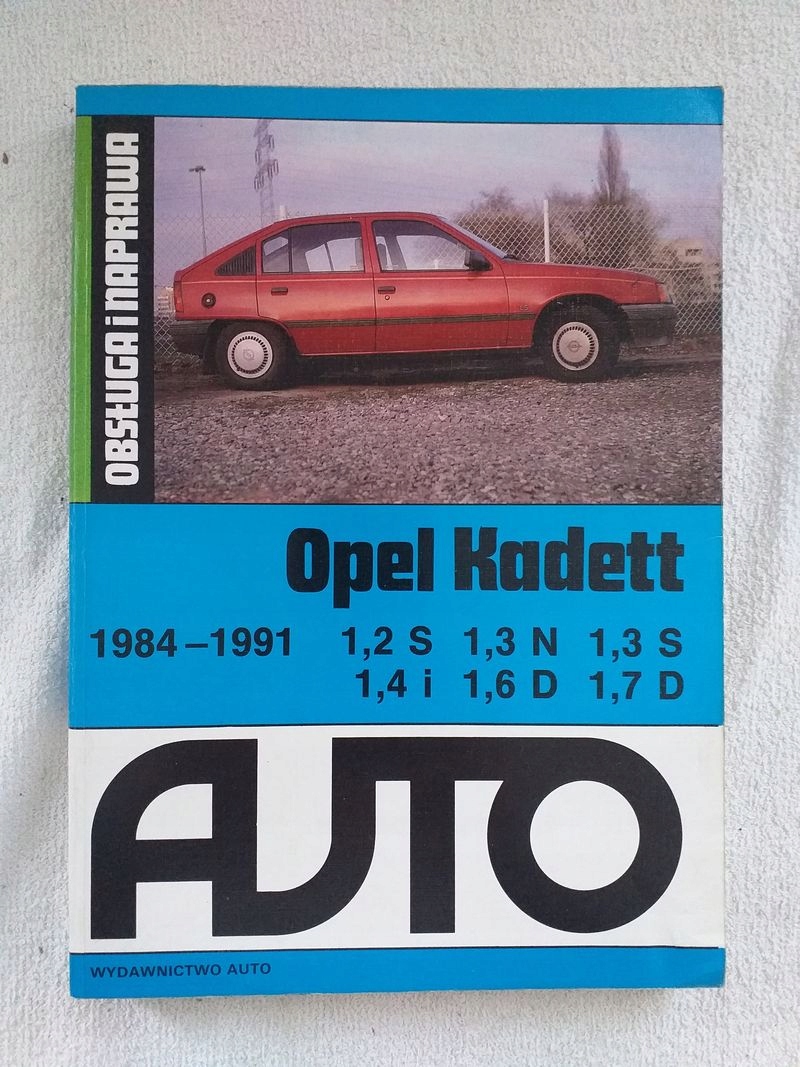 OBSŁUGA i NAPRAWA
Opel Kadett
1984–1991 1,2 S 1,3 N 1,3 S
1,4 i 1,6 D 1,7 D
AUTO
WYDAWNICTWO AUTO